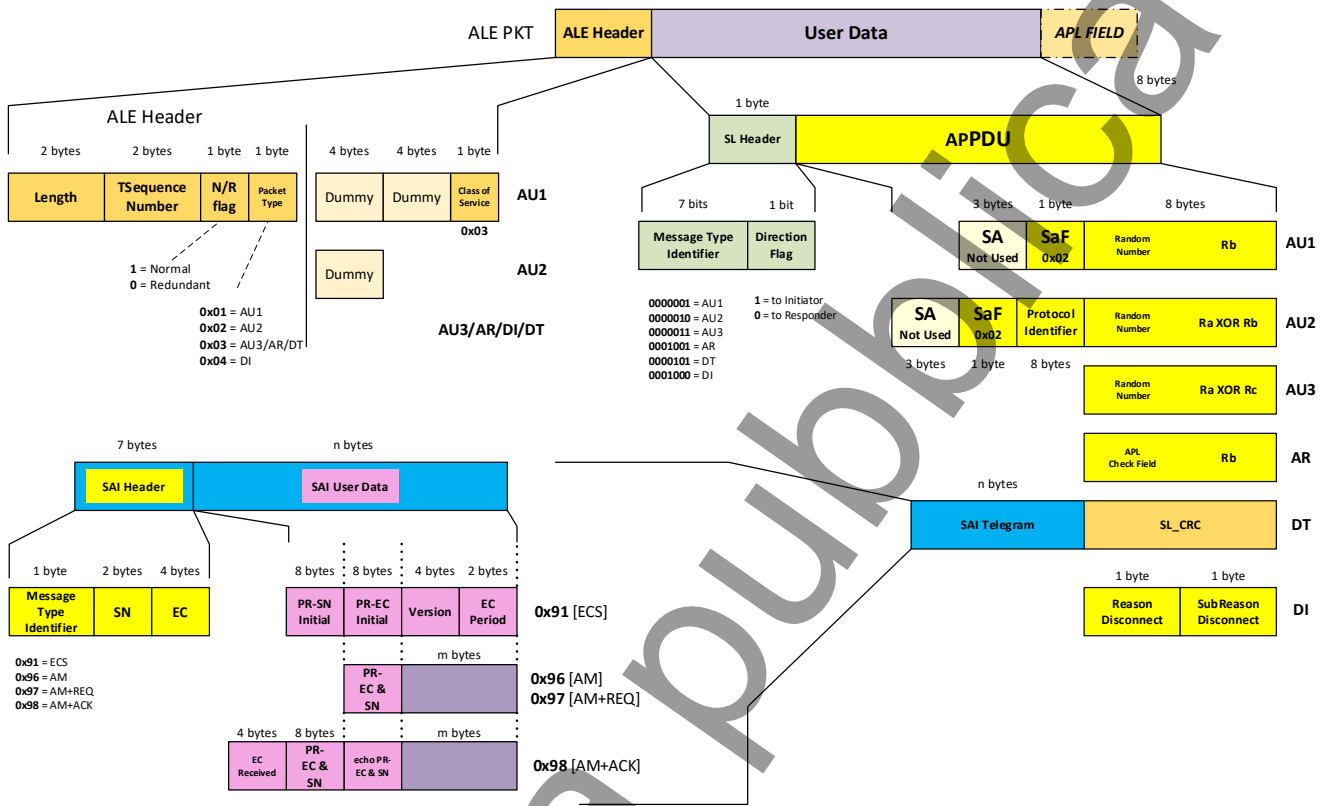 ALE PKT
ALE Header
User Data
APL FIELD
8 bytes
ALE Header
2 bytes
2 bytes
1 byte
1 byte
Length
TSequence
Number
N/R
flag
Packet
Type
1 = Normal
0 = Redundant
0x01 = AU1
0x02 = AU2
0x03 = AU3/AR/DT
0x04 = DI
4 bytes
4 bytes
1 byte
Dummy
Dummy
Class of
Service
AU1
0x03
Dummy
AU2
AU3/AR/DI/DT
1 byte
SL Header
APPDU
7 bits
1 bit
Message Type
Identifier
Direction
Flag
0000001 = AU1
0000010 = AU2
0000011 = AU3
0001001 = AR
0000101 = DT
0001000 = DI
1 = to Initiator
0 = to Responder
3 bytes
1 byte
8 bytes
SA
Not Used
SaF
0x02
Random
Number
Rb
AU1
SA
Not Used
SaF
0x02
Protocol
Identifier
Random
Number
Ra XOR Rb
AU2
3 bytes
1 byte
8 bytes
Random
Number
Ra XOR Rc
AU3
APL
Check Field
Rb
AR
n bytes
SAI Telegram
SL_CRC
DT
1 byte
1 byte
Reason
Disconnect
SubReason
Disconnect
DI
7 bytes
n bytes
SAI Header
SAI User Data
1 byte
2 bytes
4 bytes
Message
Type
Identifier
SN
EC
0x91 = ECS
0x96 = AM
0x97 = AM+REQ
0x98 = AM+ACK
8 bytes
8 bytes
4 bytes
2 bytes
PR-SN
Initial
PR-EC
Initial
Version
EC
Period
0x91 [ECS]
m bytes
PR-
EC &
SN
0x96 [AM]
0x97 [AM+REQ]
4 bytes
8 bytes
m bytes
EC
Received
PR-
EC &
SN
echo PR-
EC & SN
0x98 [AM+ACK]
a pubblica